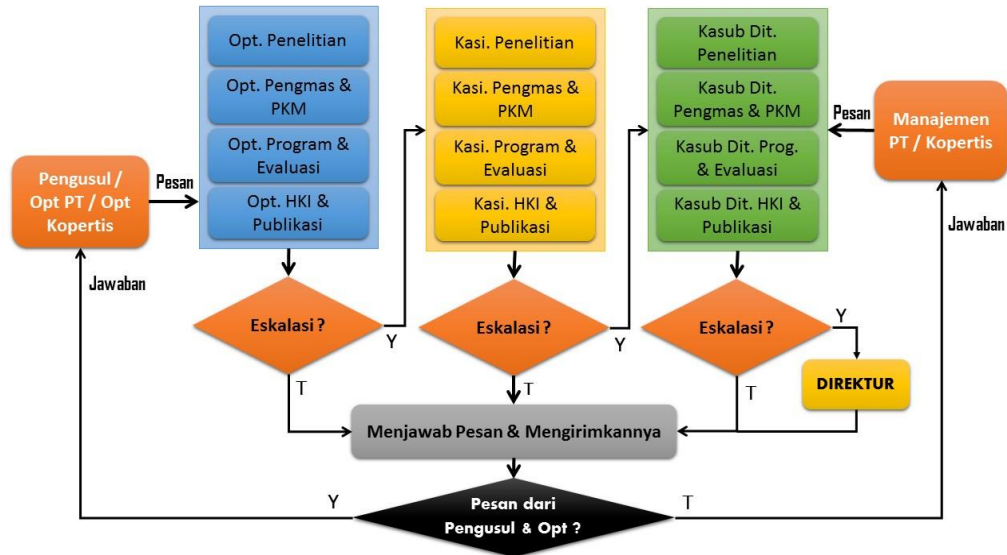 Opt. Penelitian
Opt. Pengmas &
PKM
Opt. Program &
Evaluasi
Opt. HKI &
Publikasi
Kasi. Penelitian
Kasi. Pengmas &
PKM
Kasi. Program &
Evaluasi
Kasi. HKI &
Publikasi
Kasub Dit.
Penelitian
Kasub Dit.
Pengmas & PKM
Kasub Dit. Prog.
& Evaluasi
Kasub Dit. HKI &
Publikasi
Pesan
Manajemen
PT / Kopertis
Pengusul /
Opt PT / Opt
Kopertis
Pesan
Jawaban
Jawaban
Eskalasi ?
Y
T
Eskalasi ?
Y
T
Eskalasi ?
Y
T
DIREKTUR
Menjawab Pesan & Mengirimkannya
Y
Pesan dari
Pengusul & Opt ?
T